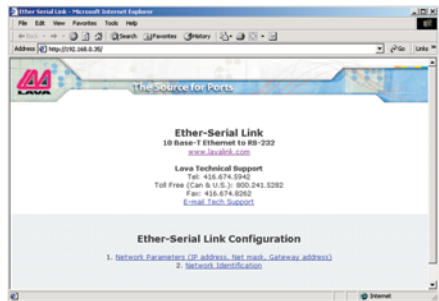 Ether Serial Link - Microsoft Internet Explorer
File Edit View Favorites Tools Help
Back Search Favorites History
Address http://192.168.0.35/ Go Links »
LAVA The Source for Ports
Ether-Serial Link
10 Base-T Ethernet to RS-232
www.lavalink.com
Lava Technical Support
Tel: 416.674.5942
Toll Free (Can & U.S.): 800.241.5282
Fax: 416.674.8262
E-mail Tech Support
Ether-Serial Link Configuration
1. Network Parameters (IP address, Net mask, Gateway address)
2. Network Identification
Internet